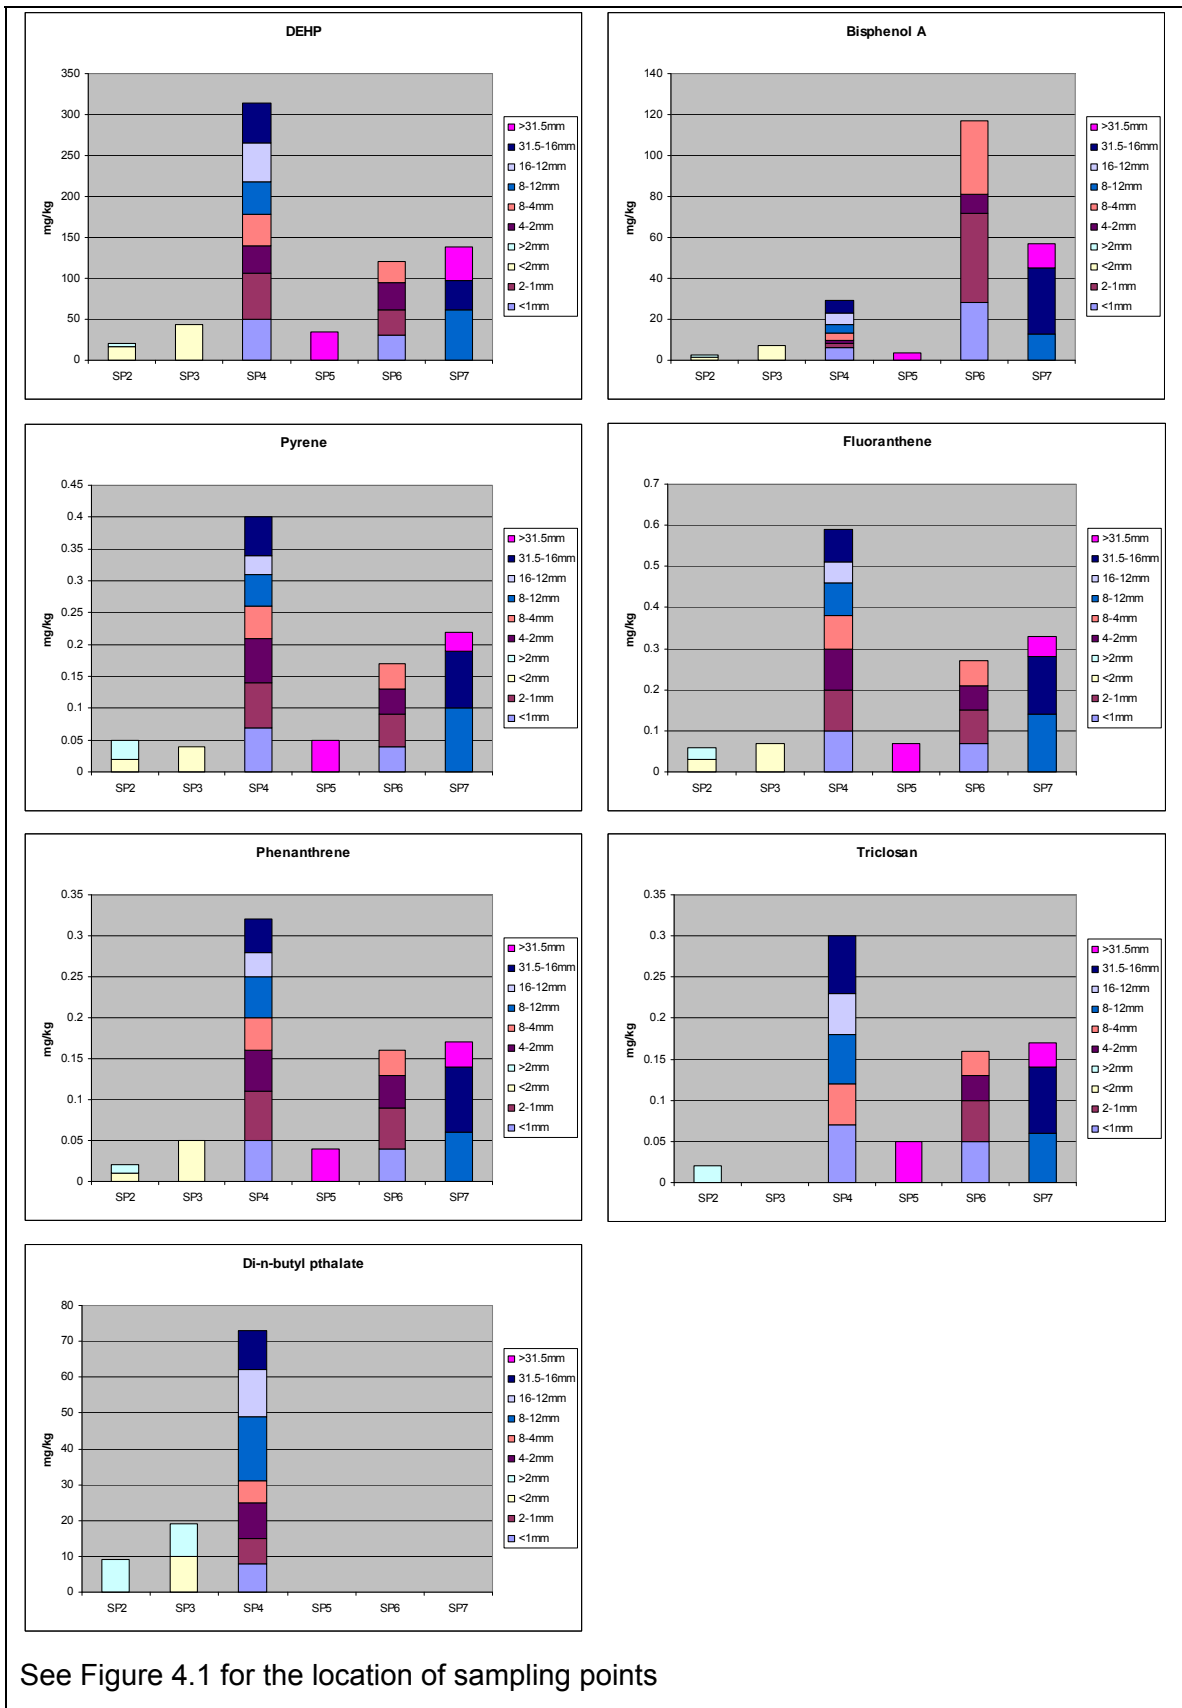 DEHP
mg/kg
350
300
250
200
150
100
50
0
SP2 SP3 SP4 SP5 SP6 SP7
>31.5mm
31.5-16mm
16-12mm
8-12mm
8-4mm
4-2mm
>2mm
<2mm
2-1mm
<1mm
Bisphenol A
mg/kg
140
120
100
80
60
40
20
0
SP2 SP3 SP4 SP5 SP6 SP7
>31.5mm
31.5-16mm
16-12mm
8-12mm
8-4mm
4-2mm
>2mm
<2mm
2-1mm
<1mm
Pyrene
mg/kg
0.45
0.4
0.35
0.3
0.25
0.2
0.15
0.1
0.05
0
SP2 SP3 SP4 SP5 SP6 SP7
>31.5mm
31.5-16mm
16-12mm
8-12mm
8-4mm
4-2mm
>2mm
<2mm
2-1mm
<1mm
Fluoranthene
mg/kg
0.7
0.6
0.5
0.4
0.3
0.2
0.1
0
SP2 SP3 SP4 SP5 SP6 SP7
>31.5mm
31.5-16mm
16-12mm
8-12mm
8-4mm
4-2mm
>2mm
<2mm
2-1mm
<1mm
Phenanthrene
mg/kg
0.35
0.3
0.25
0.2
0.15
0.1
0.05
0
SP2 SP3 SP4 SP5 SP6 SP7
>31.5mm
31.5-16mm
16-12mm
8-12mm
8-4mm
4-2mm
>2mm
<2mm
2-1mm
<1mm
Triclosan
mg/kg
0.35
0.3
0.25
0.2
0.15
0.1
0.05
0
SP2 SP3 SP4 SP5 SP6 SP7
>31.5mm
31.5-16mm
16-12mm
8-12mm
8-4mm
4-2mm
>2mm
<2mm
2-1mm
<1mm
Di-n-butyl pthalate
mg/kg
80
70
60
50
40
30
20
10
0
SP2 SP3 SP4 SP5 SP6 SP7
>31.5mm
31.5-16mm
16-12mm
8-12mm
8-4mm
4-2mm
>2mm
<2mm
2-1mm
<1mm
See Figure 4.1 for the location of sampling points